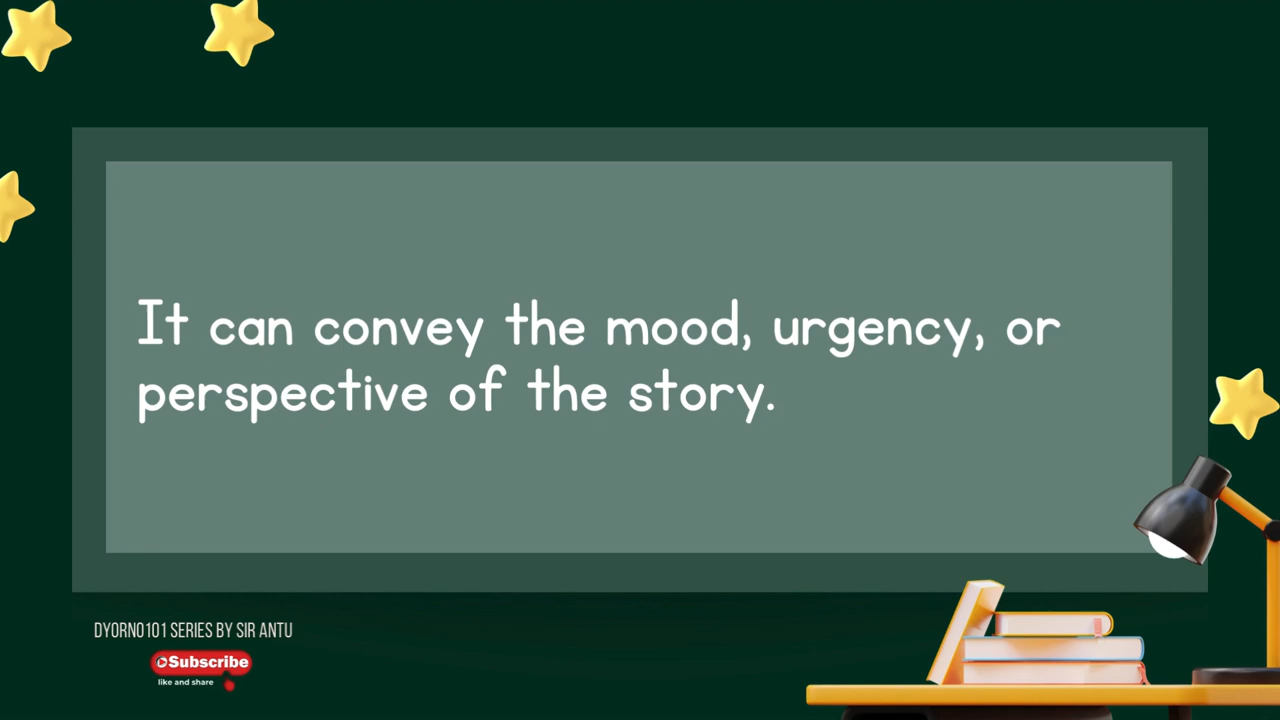 It can convey the mood, urgency, or
perspective of the story.
DYORNO101 SERIES BY SIR ANTU
Subscribe
like and share